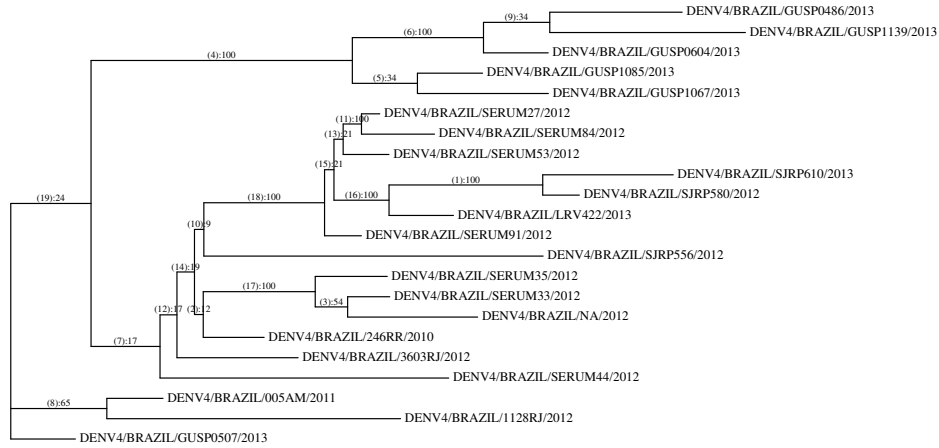 (9):34
DENV4/BRAZIL/GUSP0486/2013
DENV4/BRAZIL/GUSP1139/2013
(6):100
DENV4/BRAZIL/GUSP0604/2013
(4):100
DENV4/BRAZIL/GUSP1085/2013
(5):34
DENV4/BRAZIL/GUSP1067/2013
DENV4/BRAZIL/SERUM27/2012
(11):100
DENV4/BRAZIL/SERUM84/2012
(13):21
DENV4/BRAZIL/SERUM53/2012
(15):21
DENV4/BRAZIL/SJRP610/2013
(1):100
DENV4/BRAZIL/SJRP580/2012
(16):100
DENV4/BRAZIL/LRV422/2013
(19):24
(18):100
DENV4/BRAZIL/SERUM91/2012
(10):9
DENV4/BRAZIL/SJRP556/2012
(14):19
DENV4/BRAZIL/SERUM35/2012
(17):100
DENV4/BRAZIL/SERUM33/2012
(3):54
DENV4/BRAZIL/NA/2012
(12):17
(2):12
DENV4/BRAZIL/246RR/2010
(7):17
DENV4/BRAZIL/3603RJ/2012
DENV4/BRAZIL/SERUM44/2012
DENV4/BRAZIL/005AM/2011
(8):65
DENV4/BRAZIL/1128RJ/2012
DENV4/BRAZIL/GUSP0507/2013